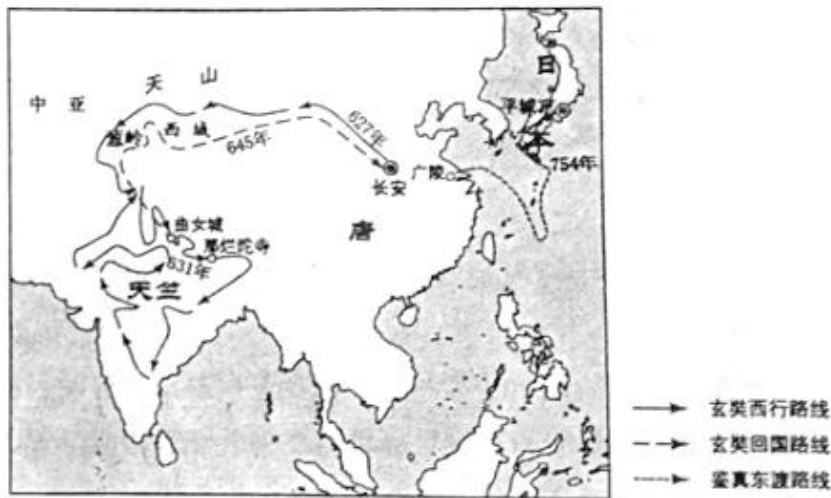 天山
中亚
葱岭
西域
627年
645年
长安
广陵
日本
平城京
754年
唐
曲女城
那烂陀寺
631年
天竺
玄奘西行路线
玄奘回国路线
鉴真东渡路线